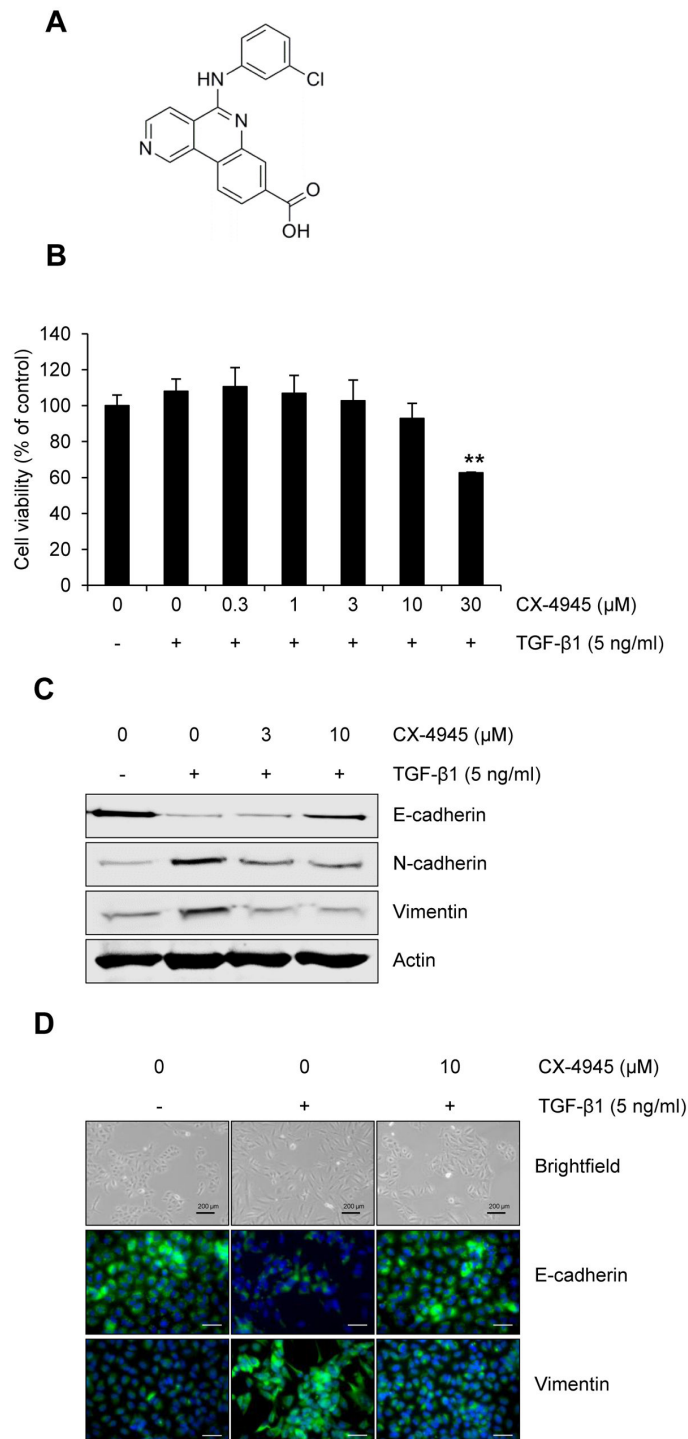 A
HN
Cl
N
N
O
OH
B
Cell viability (% of control)
140
120
100
80
60
40
20
0
**
0 0 0.3 1 3 10 30 CX-4945 (μM)
- + + + + + + TGF-β1 (5 ng/ml)
C
0 0 3 10 CX-4945 (μM)
- + + + TGF-β1 (5 ng/ml)
E-cadherin
N-cadherin
Vimentin
Actin
D
0 0 10 CX-4945 (μM)
- + + TGF-β1 (5 ng/ml)
200 μm 200 μm 200 μm
Brightfield
E-cadherin
Vimentin